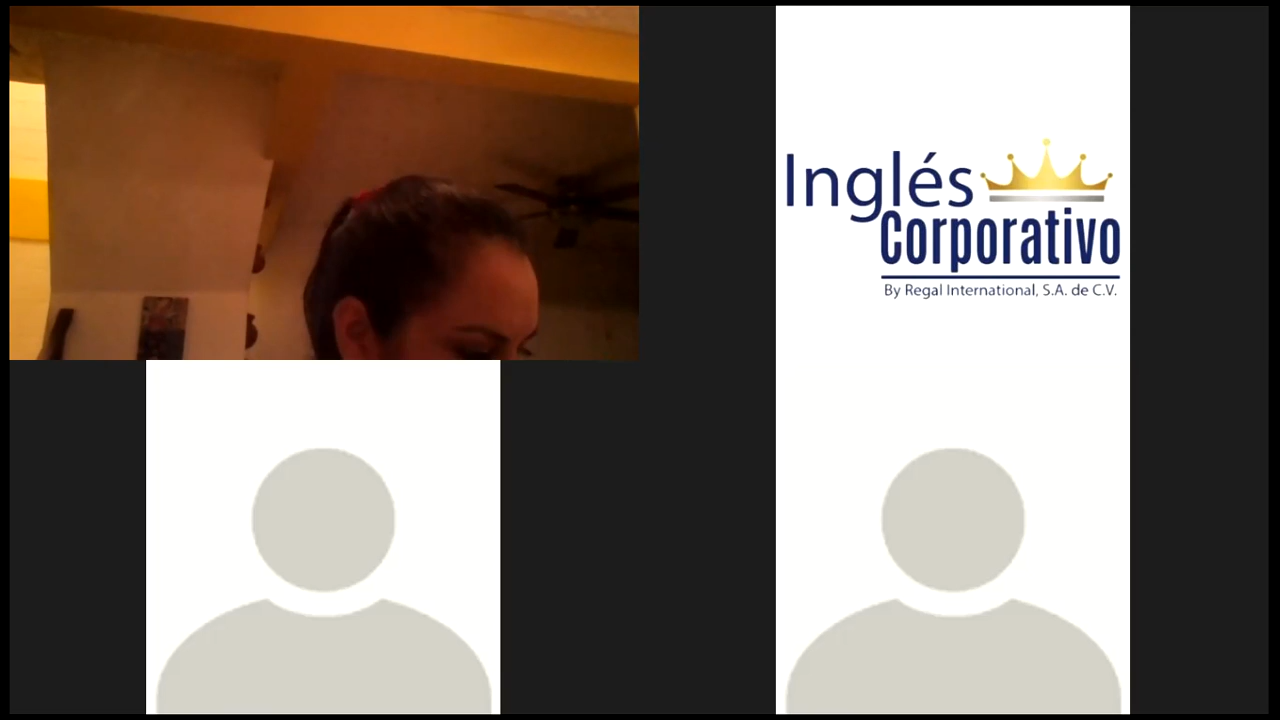 Inglés
Corporativo
By Regal International, S.A. de C.V.